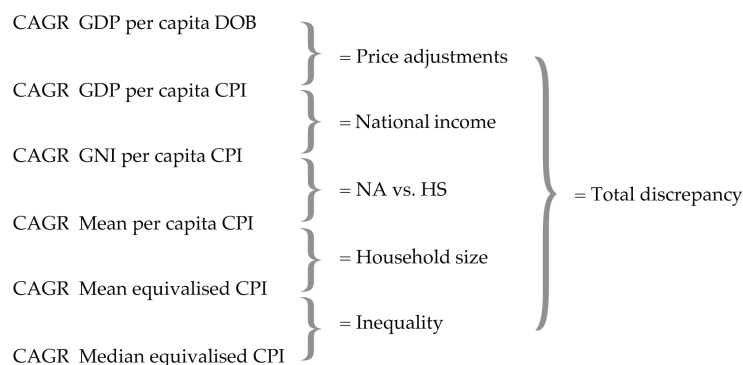 CAGR GDP per capita DOB
= Price adjustments
CAGR GDP per capita CPI
= National income
CAGR GNI per capita CPI
= NA vs. HS
= Total discrepancy
CAGR Mean per capita CPI
= Household size
CAGR Mean equivalised CPI
= Inequality
CAGR Median equivalised CPI